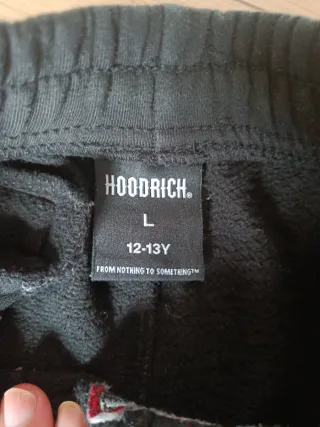 HOODRICH®
L
12-13Y
FROM NOTHING TO SOMETHING™